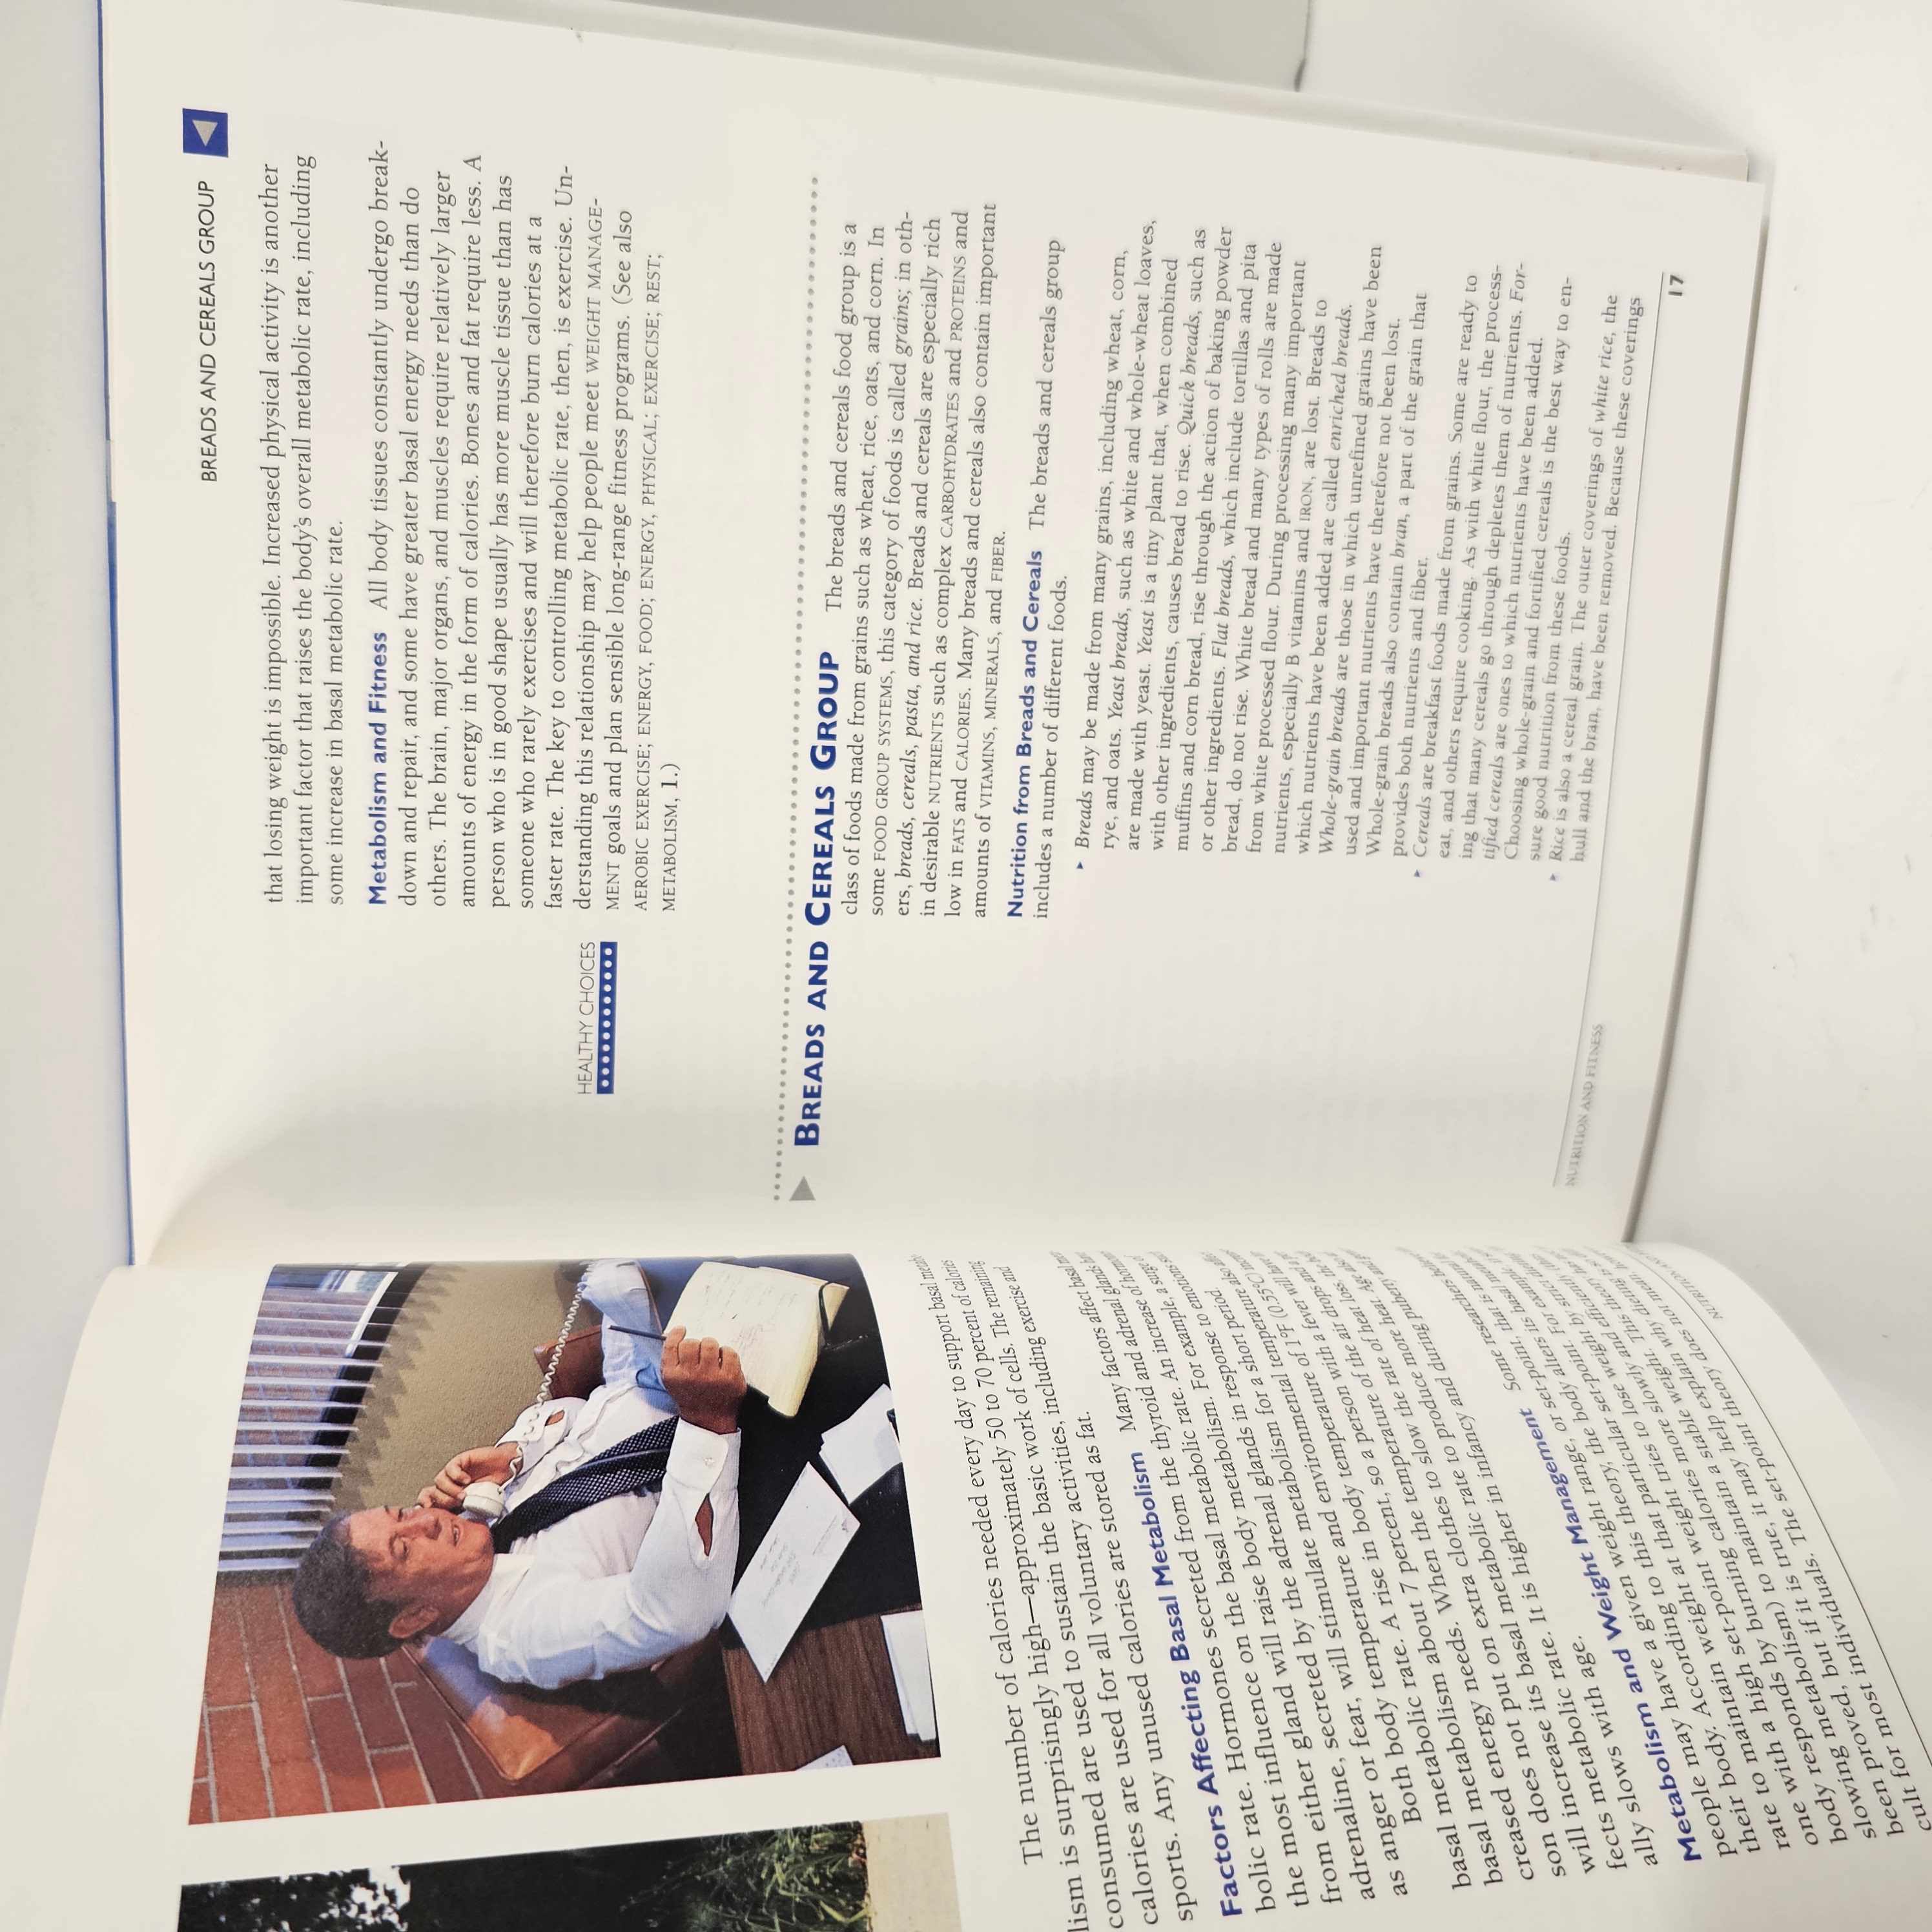 The number of calories needed every day to support basal metabo-
lism is surprisingly high—approximately 50 to 70 percent of calories
consumed are used to sustain the basic work of cells. The remaining
calories are used for all voluntary activities, including exercise and
sports. Any unused calories are stored as fat.
Factors Affecting Basal Metabolism Many factors affect basal
bolic rate. Hormones secreted from the thyroid and adrenal glands have
the most influence on the basal metabolic rate. An increase of
from either gland will raise body metabolism. For example, a surge of
adrenaline, secreted by the adrenal glands in response to emotions such
as anger or fear, will stimulate metabolism for a short period.
Both body temperature and environmental temperature also affect
basal metabolic rate. A rise in body temperature of 1°F (0.55°C)
basal metabolism about 7 percent, so a person with a fever will have
creased energy needs. When the temperature of the air drops and a
son does not put on extra clothes to slow the rate of heat loss, the
will increase its basal metabolic rate to produce more heat. Age also
fects metabolic rate. It is higher in infancy and during puberty and
ally slows with age.
Metabolism and Weight Management Some researchers
people may have a given weight range, or set-point, that is natural
their body. According to this theory, the body alters its basal
rate to maintain weight at that particular set-point. For example,
one with a high set-point weight tries to lose weight by strict dieting
body responds by burning calories more slowly and efficiently
slowing metabolism) to maintain a stable weight. This theory
been proved, but if it is true, it may help explain why dieting is so
cult for most individuals. The set-point theory does not mean,
BREADS AND CEREALS GROUP
that losing weight is impossible. Increased physical activity is another
important factor that raises the body's overall metabolic rate, including
some increase in basal metabolic rate.
Metabolism and Fitness All body tissues constantly undergo break-
down and repair, and some have greater basal energy needs than do
others. The brain, major organs, and muscles require relatively larger
amounts of energy in the form of calories. Bones and fat require less. A
person who is in good shape usually has more muscle tissue than has
someone who rarely exercises and will therefore burn calories at a
faster rate. The key to controlling metabolic rate, then, is exercise. Un-
HEALTHY CHOICES
derstanding this relationship may help people meet WEIGHT MANAGE-
MENT goals and plan sensible long-range fitness programs. (See also
AEROBIC EXERCISE; ENERGY, FOOD; ENERGY, PHYSICAL; EXERCISE; REST;
METABOLISM, 1.)
BREADS AND CEREALS GROUP The breads and cereals food group is a
class of foods made from grains such as wheat, rice, oats, and corn. In
some FOOD GROUP SYSTEMS, this category of foods is called grains; in oth-
ers, breads, cereals, pasta, and rice. Breads and cereals are especially rich
in desirable NUTRIENTS such as complex CARBOHYDRATES and PROTEINS and
low in FATS and CALORIES. Many breads and cereals also contain important
amounts of VITAMINS, MINERALS, and FIBER.
Nutrition from Breads and Cereals The breads and cereals group
includes a number of different foods.
Breads may be made from many grains, including wheat, corn,
rye, and oats. Yeast breads, such as white and whole-wheat loaves,
are made with yeast. Yeast is a tiny plant that, when combined
with other ingredients, causes bread to rise. Quick breads, such as
muffins and corn bread, rise through the action of baking powder
or other ingredients. Flat breads, which include tortillas and pita
bread, do not rise. White bread and many types of rolls are made
from white processed flour. During processing many important
nutrients, especially B vitamins and IRON, are lost. Breads to
which nutrients have been added are called enriched breads.
Whole-grain breads are those in which unrefined grains have been
used and important nutrients have therefore not been lost.
Whole-grain breads also contain bran, a part of the grain that
provides both nutrients and fiber.
Cereals are breakfast foods made from grains. Some are ready to
eat, and others require cooking. As with white flour, the process-
ing that many cereals go through depletes them of nutrients. For-
tified cereals are ones to which nutrients have been added.
Choosing whole-grain and fortified cereals is the best way to en-
sure good nutrition from these foods.
Rice is also a cereal grain. The outer coverings of white rice, the
hull and the bran, have been removed. Because these coverings
NUTRITION AND FITNESS
17